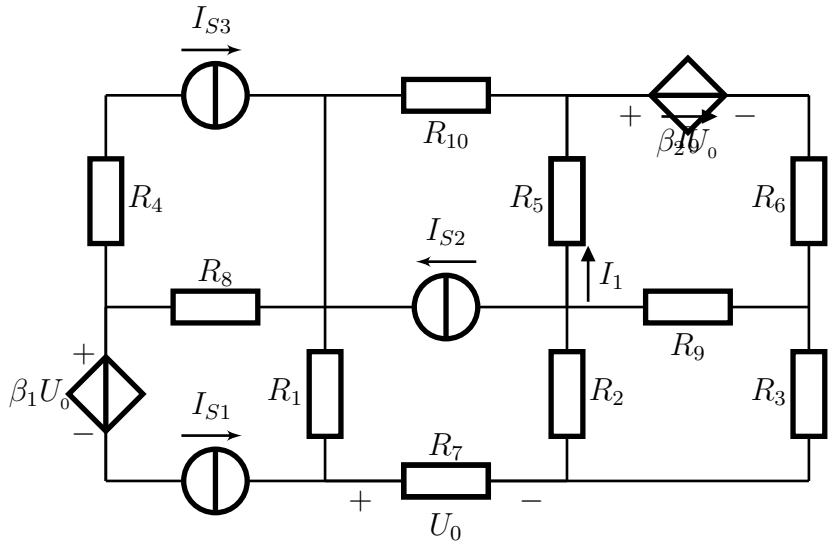 I_{S3}
R_{10}
+ −
R_4
R_5
R_6
I_{S2}
R_8
I_1
R_9
+
β_1U_0
−
I_{S1}
R_1
R_2
R_3
R_7
+ −
U_0